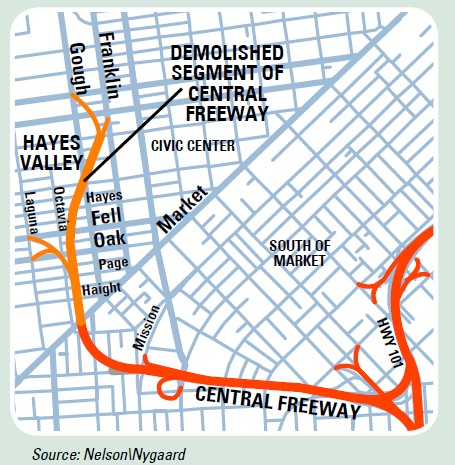 Gough
Franklin
DEMOLISHED
SEGMENT OF
CENTRAL
FREEWAY
HAYES
VALLEY
CIVIC CENTER
Laguna
Octavia
Hayes
Fell
Oak
Page
Haight
Market
SOUTH OF
MARKET
Mission
HWY 101
CENTRAL FREEWAY
Source: Nelson\Nygaard